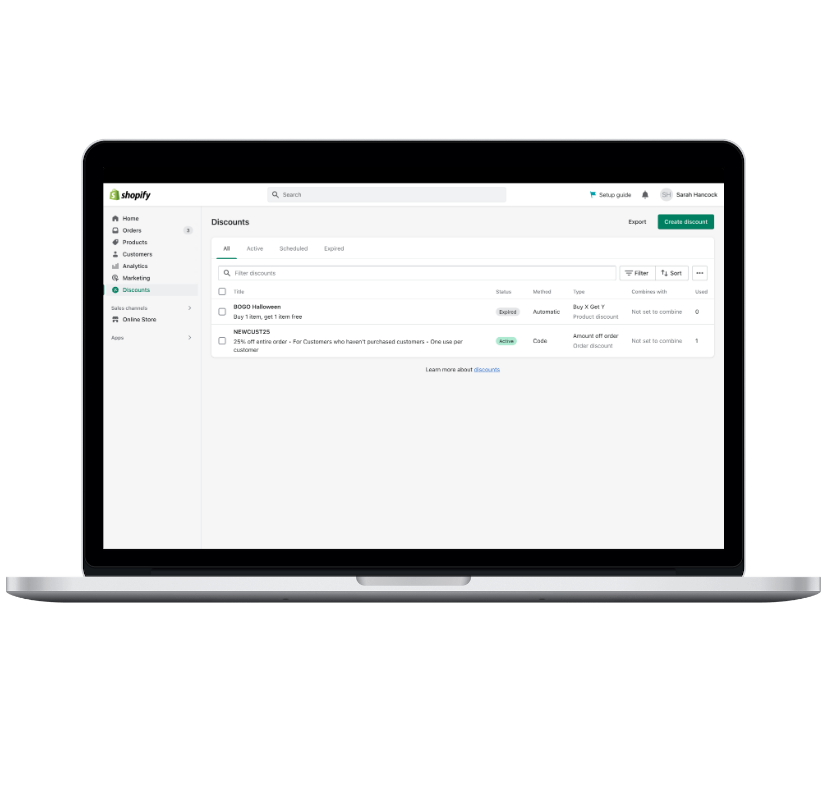 shopify
Search
Setup guide
SH
Sarah Hancock
Home
Orders
3
Products
Customers
Analytics
Marketing
Discounts
Sales channels
Online Store
Apps
Discounts
Export
Create discount
All Active Scheduled Expired
Filter discounts
Filter
Sort
Title Status Method Type Combines with Used
BOGO Halloween
Buy 1 item, get 1 item free
Expired
Automatic
Buy X Get Y
Product discount
Not set to combine
0
NEWCUST25
25% off entire order • For Customers who haven't purchased customers • One use per
customer
Active
Code
Amount off order
Order discount
Not set to combine
1
Learn more about discounts